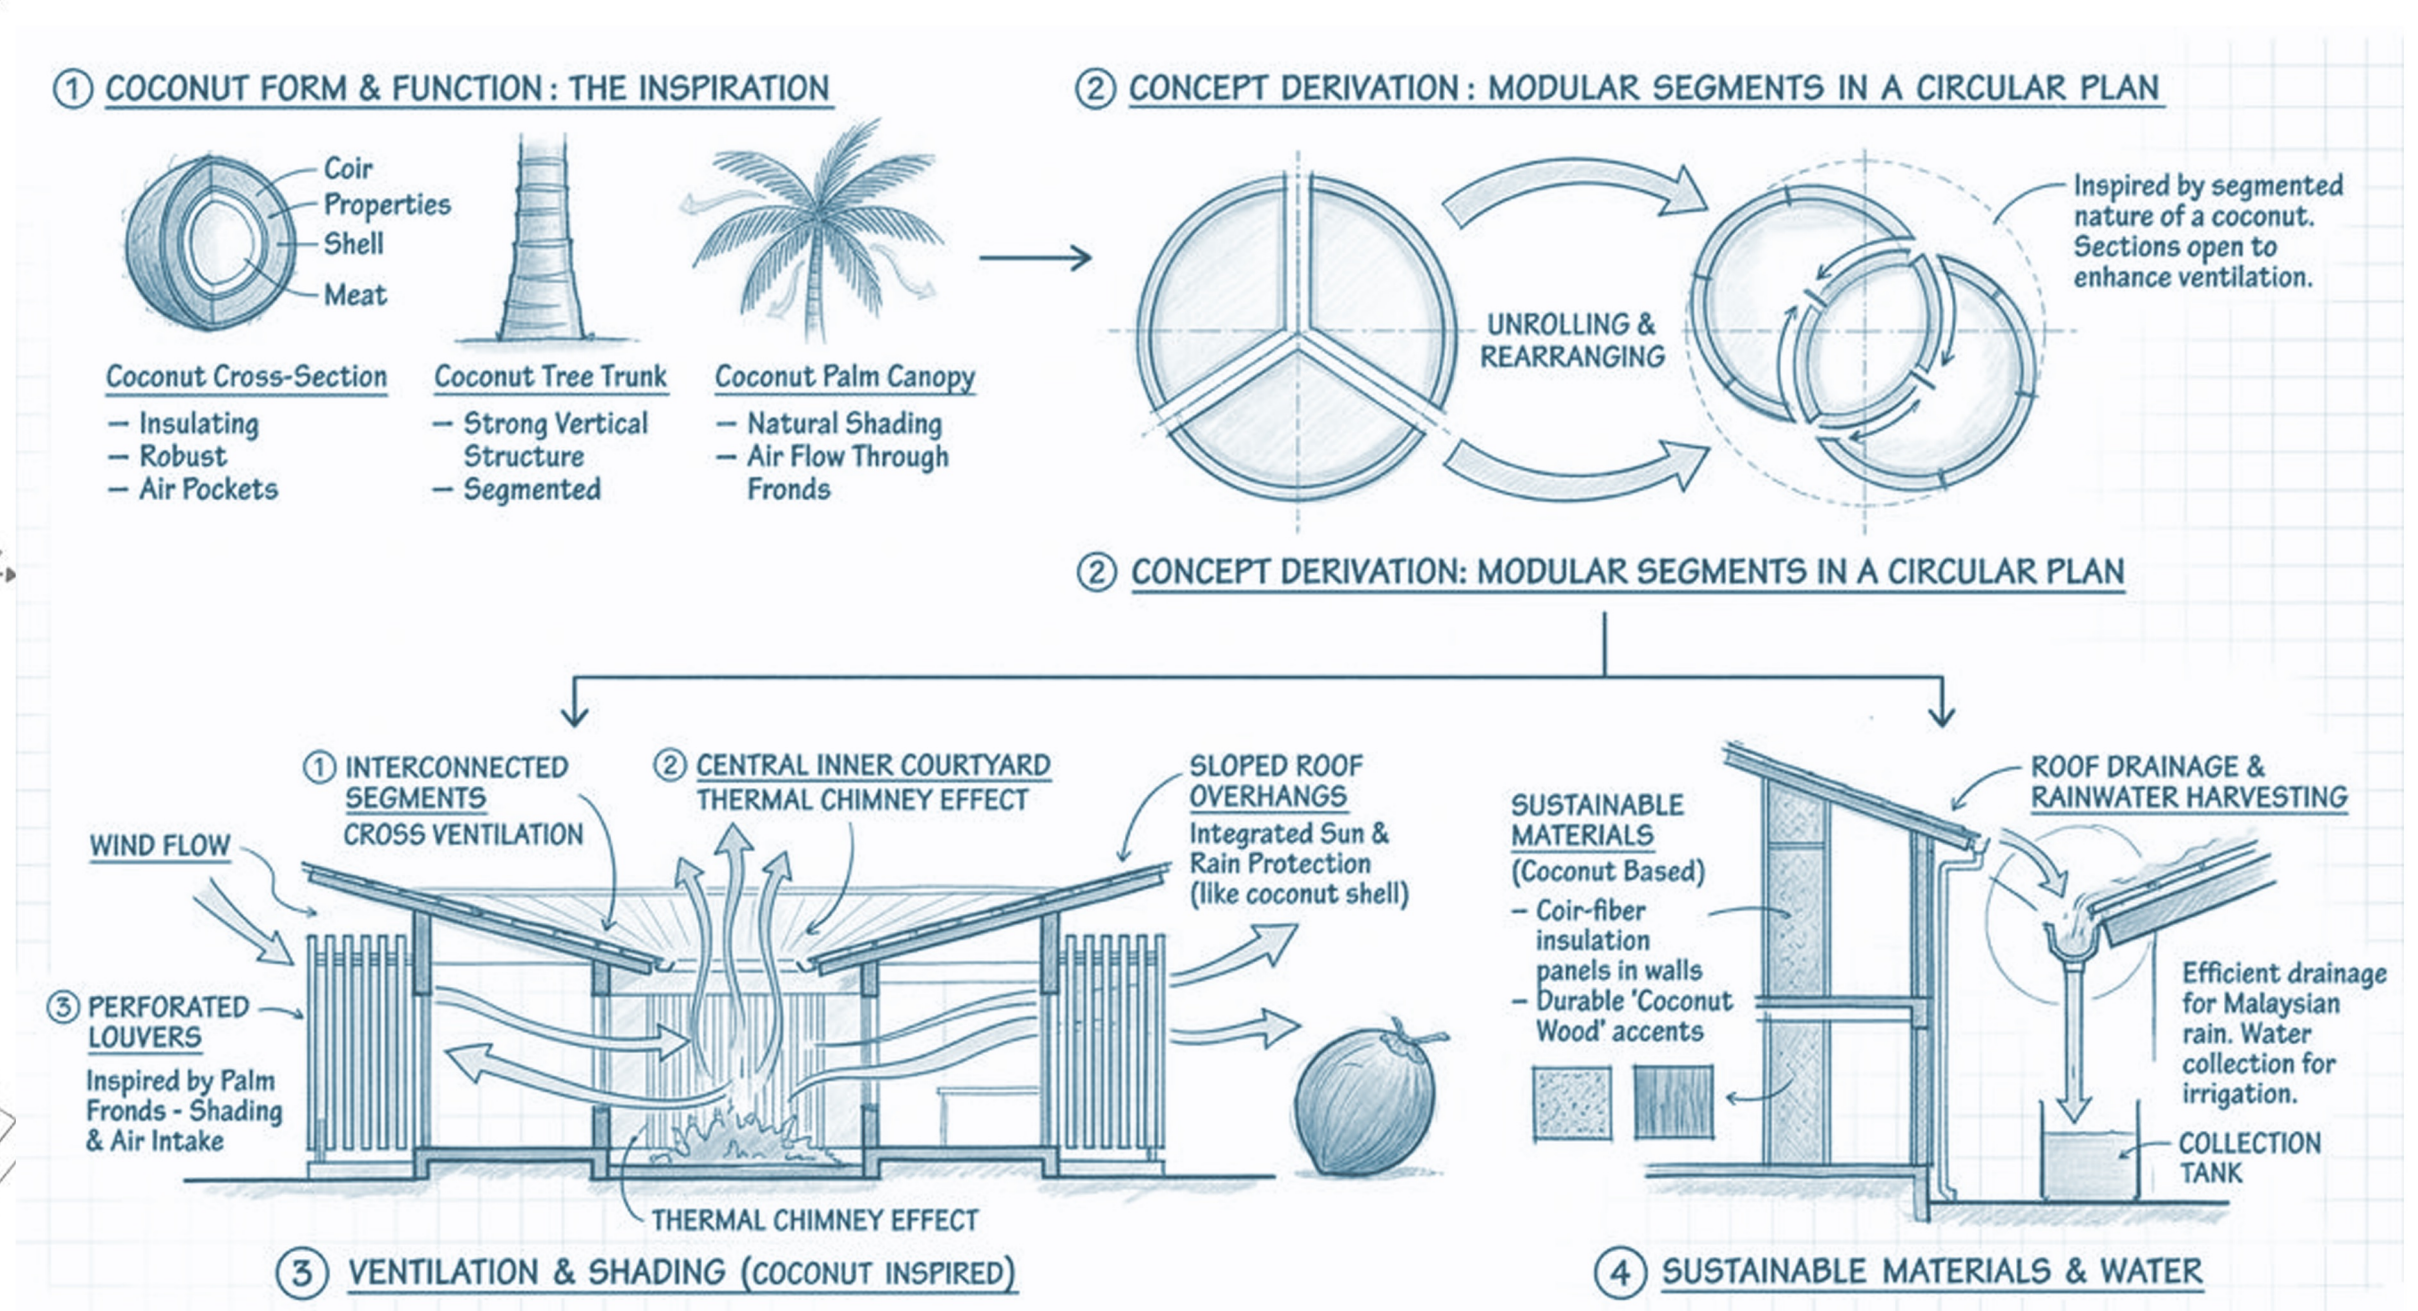 ① COCONUT FORM & FUNCTION : THE INSPIRATION
Coir
Properties
Shell
Meat
Coconut Cross-Section
– Insulating
– Robust
– Air Pockets
Coconut Tree Trunk
– Strong Vertical
Structure
– Segmented
Coconut Palm Canopy
– Natural Shading
– Air Flow Through
Fronds
② CONCEPT DERIVATION : MODULAR SEGMENTS IN A CIRCULAR PLAN
UNROLLING &
REARRANGING
Inspired by segmented
nature of a coconut.
Sections open to
enhance ventilation.
② CONCEPT DERIVATION: MODULAR SEGMENTS IN A CIRCULAR PLAN
WIND FLOW
① INTERCONNECTED
SEGMENTS
CROSS VENTILATION
② CENTRAL INNER COURTYARD
THERMAL CHIMNEY EFFECT
SLOPED ROOF
OVERHANGS
Integrated Sun &
Rain Protection
(like coconut shell)
③ PERFORATED
LOUVERS
Inspired by Palm
Fronds - Shading
& Air Intake
THERMAL CHIMNEY EFFECT
③ VENTILATION & SHADING (COCONUT INSPIRED)
SUSTAINABLE
MATERIALS
(Coconut Based)
– Coir-fiber
insulation
panels in walls
– Durable 'Coconut
Wood' accents
ROOF DRAINAGE &
RAINWATER HARVESTING
Efficient drainage
for Malaysian
rain. Water
collection for
irrigation.
COLLECTION
TANK
④ SUSTAINABLE MATERIALS & WATER